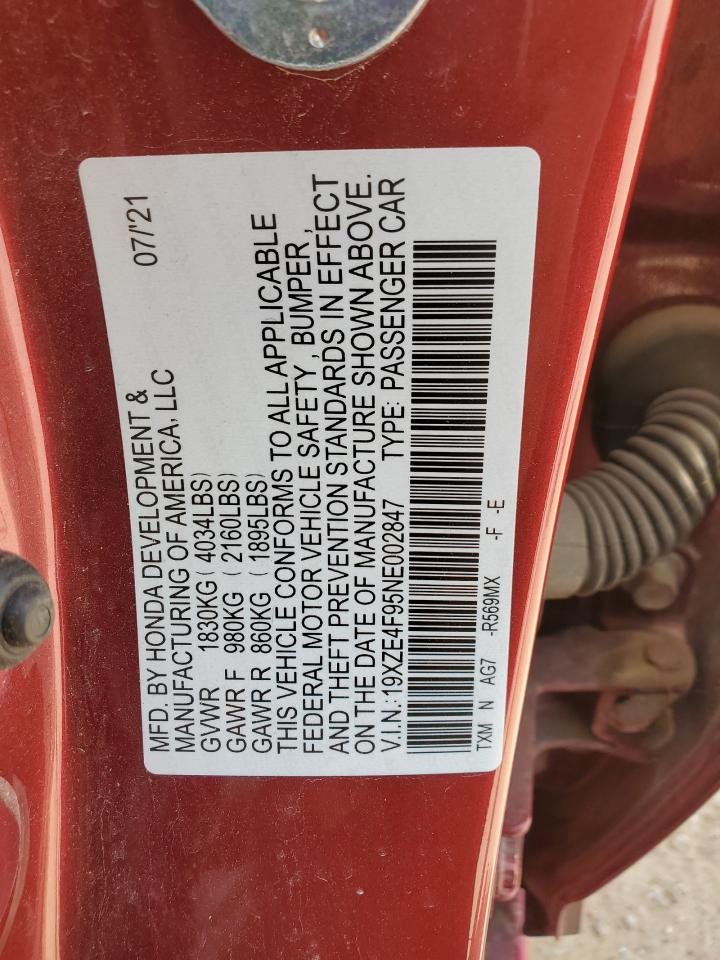 MFD. BY HONDA DEVELOPMENT & 07/'21
MANUFACTURING OF AMERICA, LLC
GVWR 1830KG ( 4034LBS)
GAWR F 980KG ( 2160LBS)
GAWR R 860KG ( 1895LBS)
THIS VEHICLE CONFORMS TO ALL APPLICABLE
FEDERAL MOTOR VEHICLE SAFETY , BUMPER ,
AND THEFT PREVENTION STANDARDS IN EFFECT
ON THE DATE OF MANUFACTURE SHOWN ABOVE.
V.I.N.: 19XZE4F95NE002847 TYPE: PASSENGER CAR
TXM N AG7 -R569MX -F -E